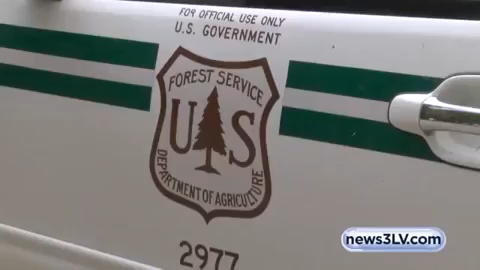 FOR OFFICIAL USE ONLY
U.S. GOVERNMENT
FOREST SERVICE
U S
DEPARTMENT OF AGRICULTURE
2977
news3LV.com